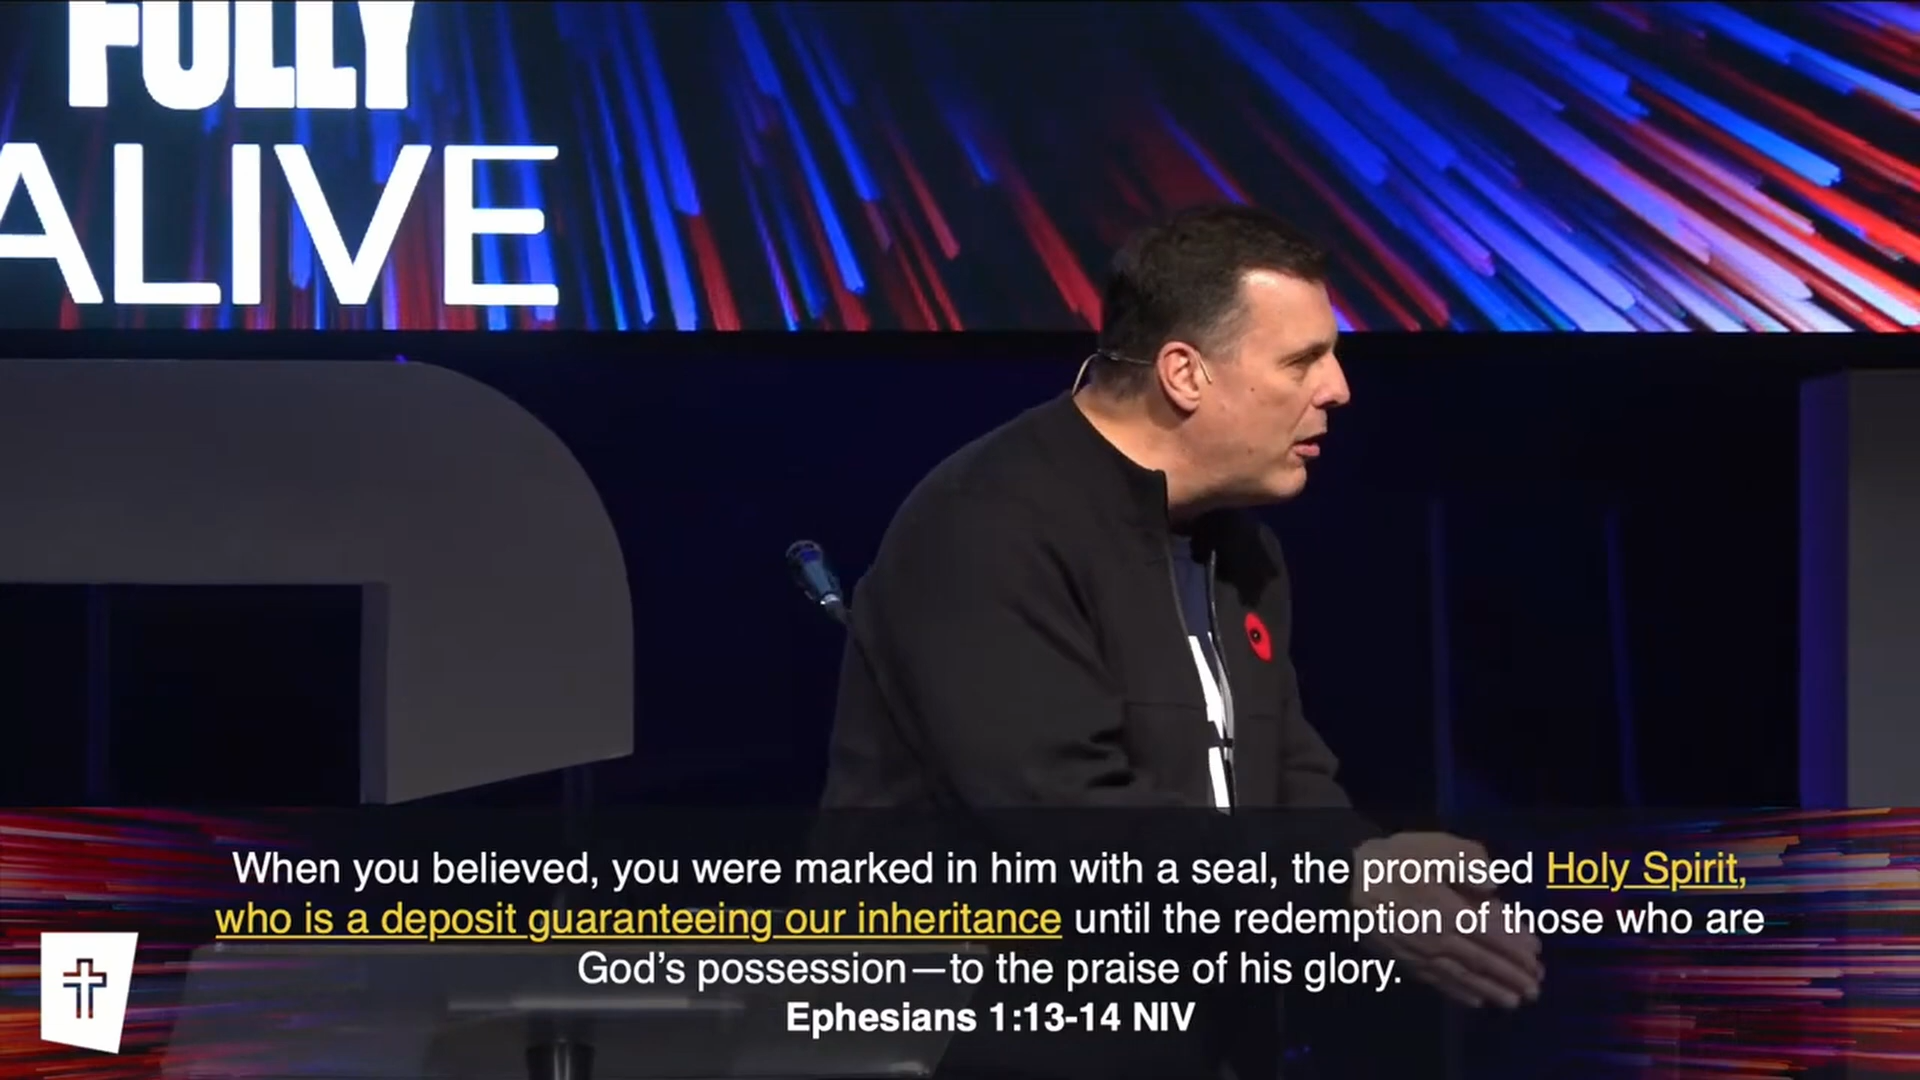 FULLY
ALIVE
When you believed, you were marked in him with a seal, the promised Holy Spirit,
who is a deposit guaranteeing our inheritance until the redemption of those who are
God's possession—to the praise of his glory.
Ephesians 1:13-14 NIV